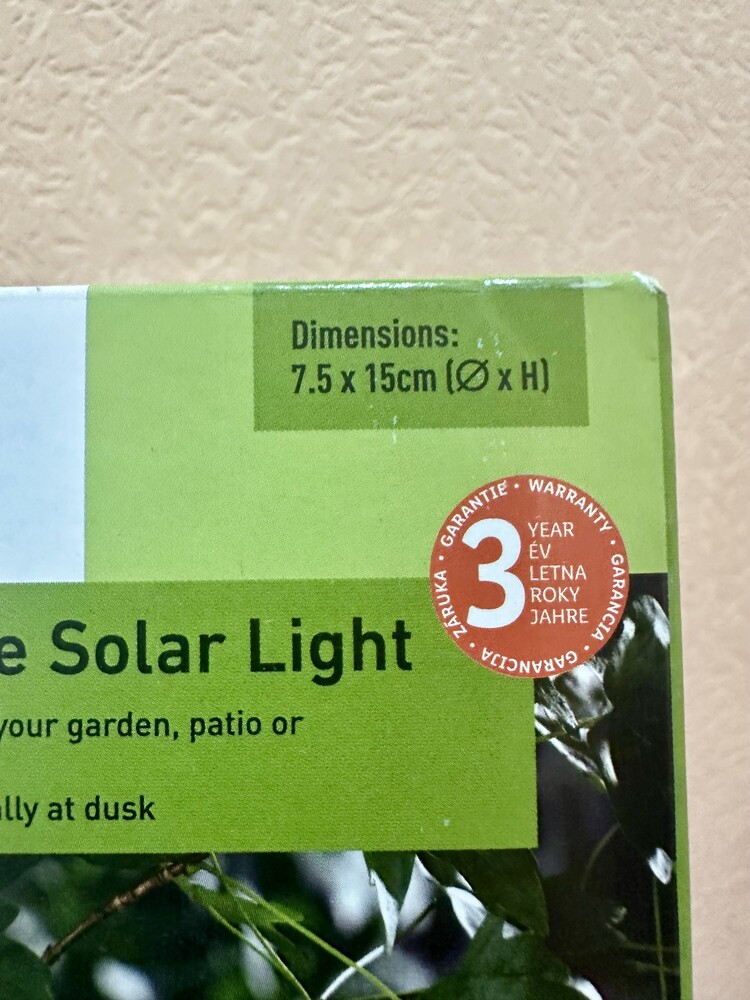 Dimensions:
7.5 x 15cm (Ø x H)
GARANTIE · WARRANTY · GARANCIA · GARANCIJA · ZÁRUKA ·
3
YEAR
ÉV
LETNA
ROKY
JAHRE
e Solar Light
your garden, patio or
ally at dusk